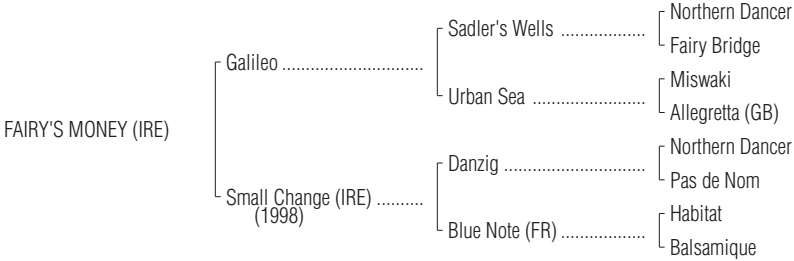 Northern Dancer
Sadler's Wells ....................
Fairy Bridge
Galileo ..................................
Miswaki
Urban Sea ...........................
Allegretta (GB)
FAIRY'S MONEY (IRE)
Northern Dancer
Danzig ..................................
Pas de Nom
Small Change (IRE) ...........
(1998)
Habitat
Blue Note (FR) ....................
Balsamique